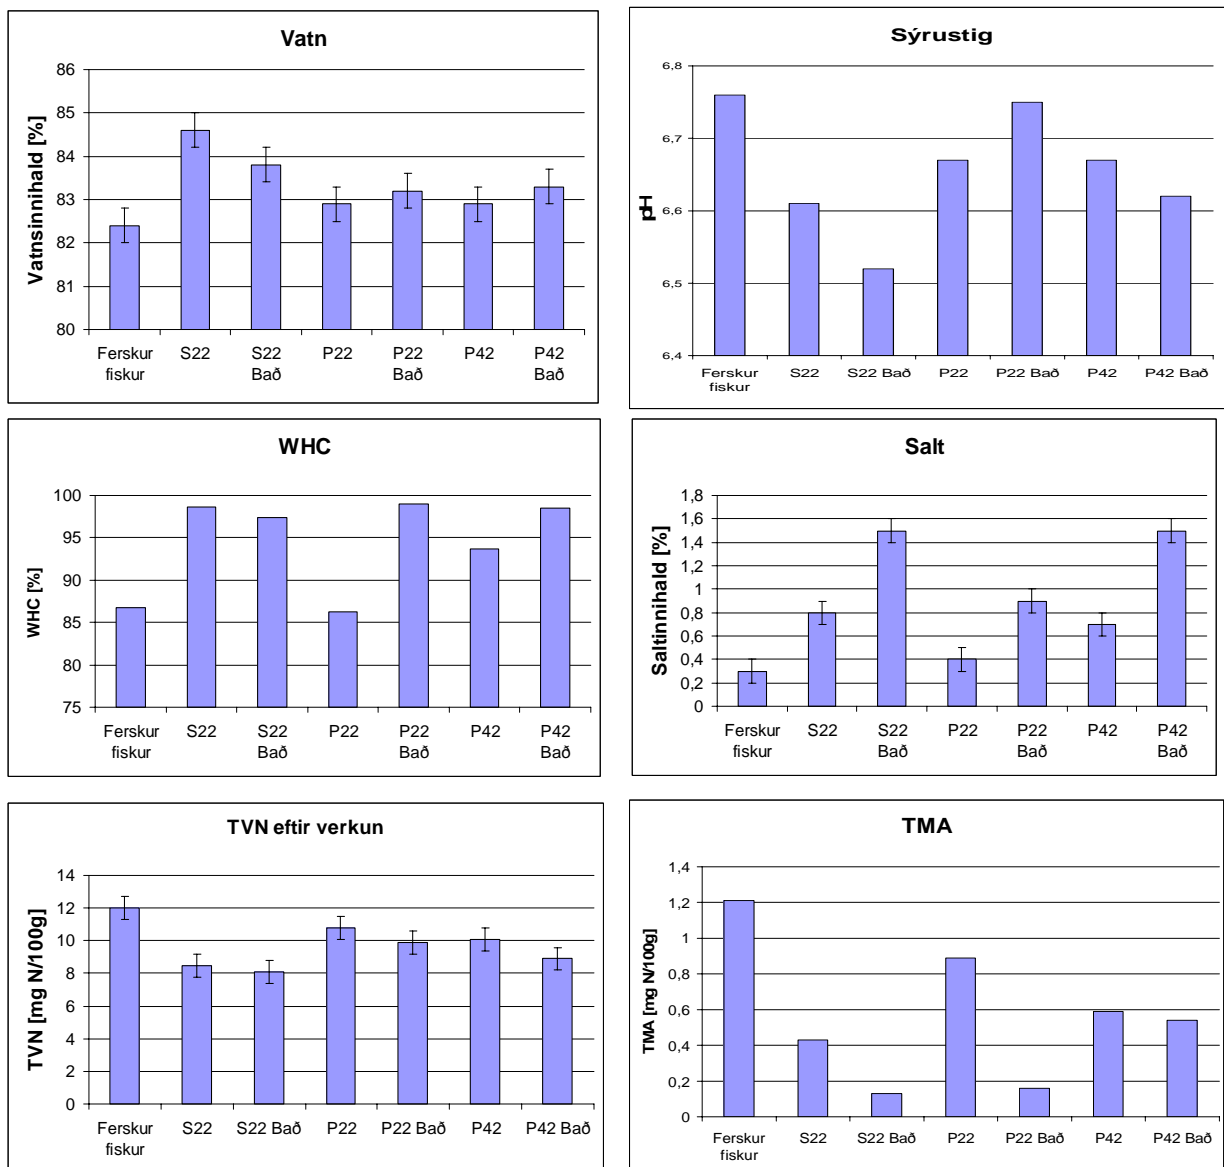 Vatn
Vatnsinnihald [%]
86
85
84
83
82
81
80
Ferskur fiskur
S22
S22 Bað
P22
P22 Bað
P42
P42 Bað
Sýrustig
pH
6,8
6,7
6,6
6,5
6,4
Ferskur fiskur
S22
S22 Bað
P22
P22 Bað
P42
P42 Bað
WHC
WHC [%]
100
95
90
85
80
75
Ferskur fiskur
S22
S22 Bað
P22
P22 Bað
P42
P42 Bað
Salt
Saltinnihald [%]
1,8
1,6
1,4
1,2
1
0,8
0,6
0,4
0,2
0
Ferskur fiskur
S22
S22 Bað
P22
P22 Bað
P42
P42 Bað
TVN eftir verkun
TVN [mg N/100g]
14
12
10
8
6
4
2
0
Ferskur fiskur
S22
S22 Bað
P22
P22 Bað
P42
P42 Bað
TMA
TMA [mg N/100g]
1,4
1,2
1
0,8
0,6
0,4
0,2
0
Ferskur fiskur
S22
S22 Bað
P22
P22 Bað
P42
P42 Bað